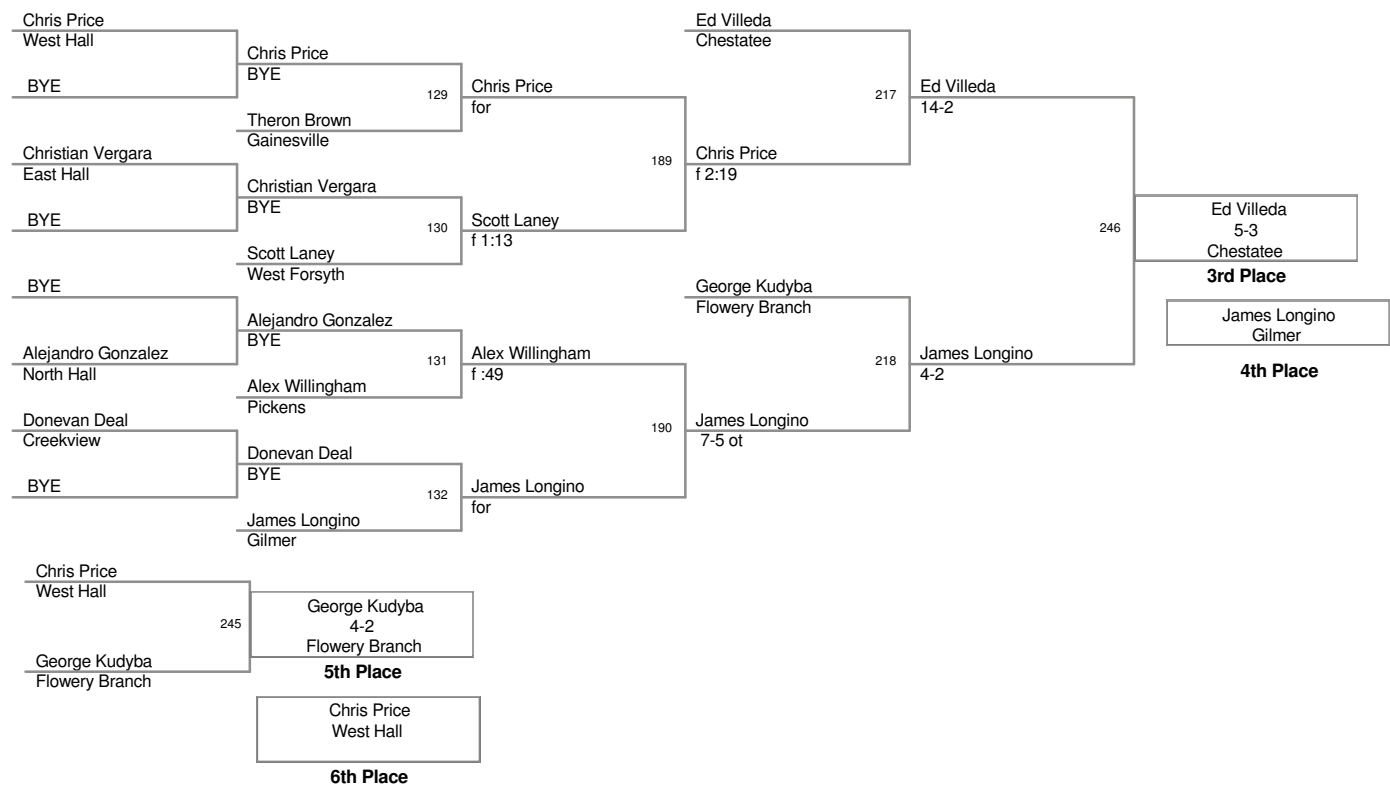 Chris Price
West Hall
BYE
Christian Vergara
East Hall
BYE
BYE
Alejandro Gonzalez
North Hall
Donevan Deal
Creekview
BYE
Chris Price
BYE
129
Theron Brown
Gainesville
Christian Vergara
BYE
130
Scott Laney
West Forsyth
Alejandro Gonzalez
BYE
131
Alex Willingham
Pickens
Donevan Deal
BYE
132
James Longino
Gilmer
Chris Price
for
189
Scott Laney
f 1:13
Alex Willingham
f :49
190
James Longino
for
Ed Villeda
Chestatee
217
Chris Price
f 2:19
George Kudyba
Flowery Branch
218
James Longino
7-5 ot
Ed Villeda
14-2
246
James Longino
4-2
Ed Villeda
5-3
Chestatee
3rd Place
James Longino
Gilmer
4th Place
Chris Price
West Hall
245
George Kudyba
Flowery Branch
George Kudyba
4-2
Flowery Branch
5th Place
Chris Price
West Hall
6th Place